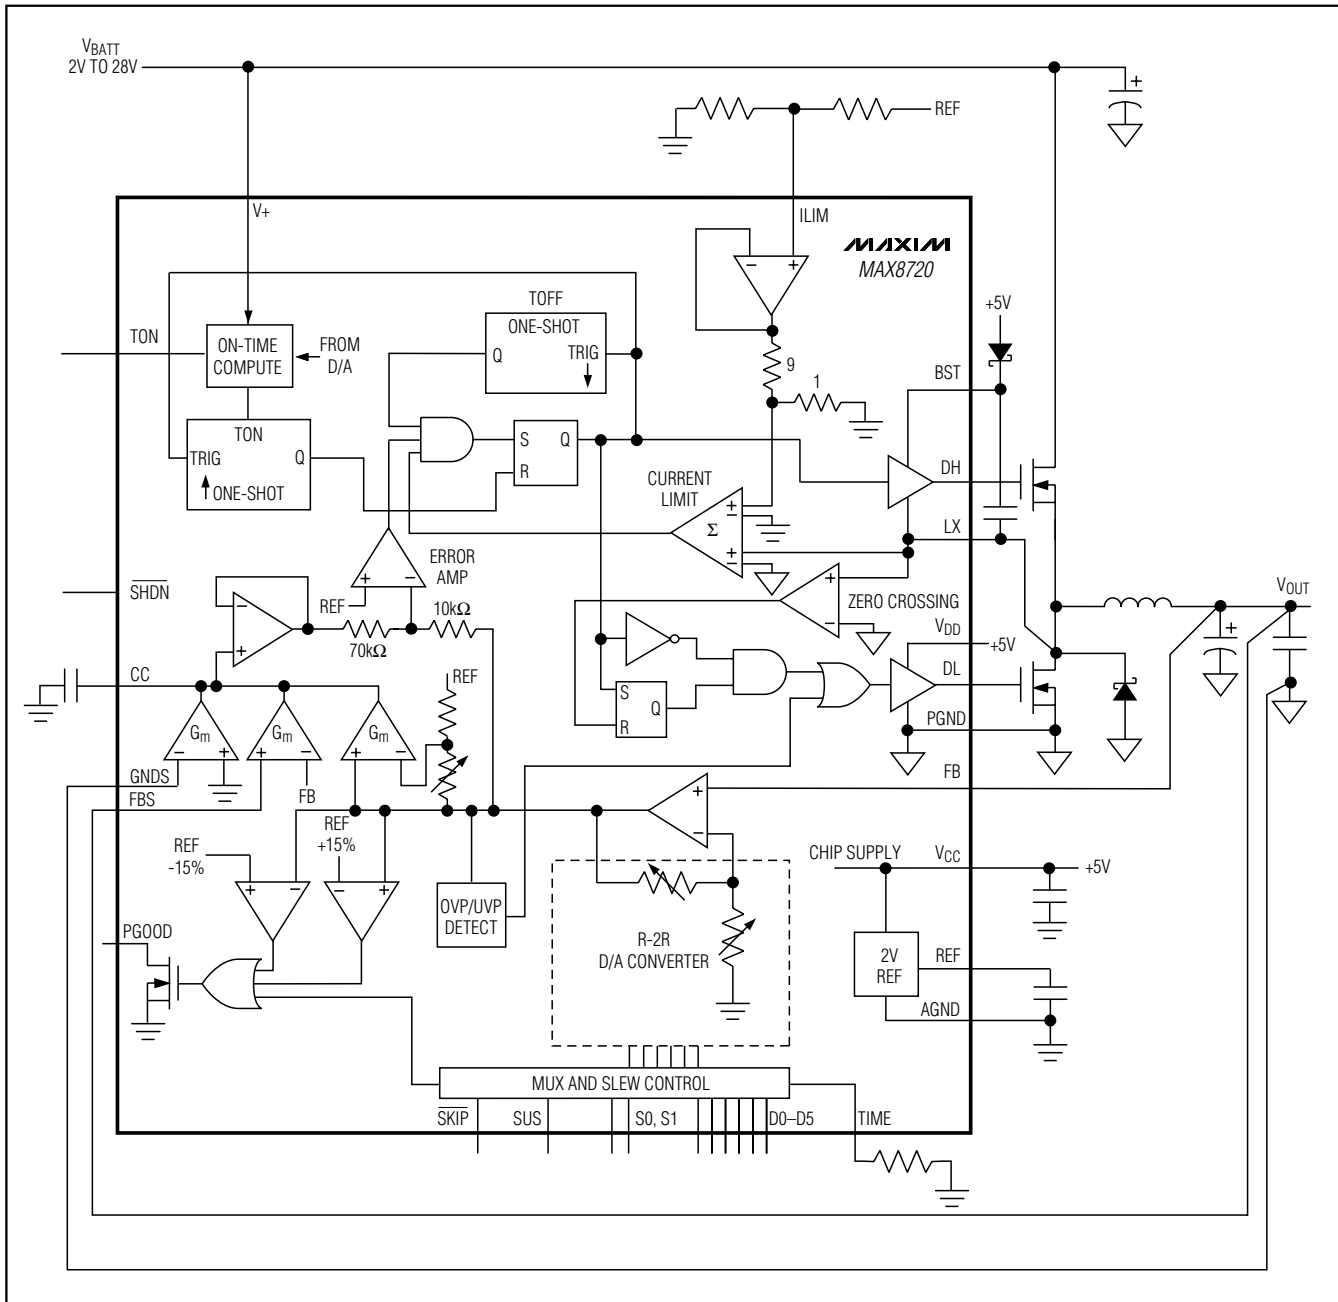 VBATT
2V TO 28V
REF
V+
ILIM
MAXIM
MAX8720
− +
+
+5V
TOFF
ONE-SHOT
Q
TRIG
TON
ON-TIME
COMPUTE
FROM
D/A
9
1
BST
TON
TRIG
Q
ONE-SHOT
S
Q
R
CURRENT
LIMIT
DH
+
−
Σ
+
−
LX
ERROR
AMP
+ −
REF
SHDN
+
−
ZERO CROSSING
VOUT
10kΩ
70kΩ
−
+
VDD
+5V
+
CC
DL
REF
S
Q
R
Gm
Gm
Gm
− +
+ −
+ −
PGND
GNDS
FB
FBS
FB
+
−
REF
-15%
REF
+15%
+ −
− +
CHIP SUPPLY
VCC
+5V
OVP/UVP
DETECT
PGOOD
R-2R
D/A CONVERTER
2V
REF
REF
AGND
MUX AND SLEW CONTROL
SKIP
SUS
S0, S1
D0–D5
TIME